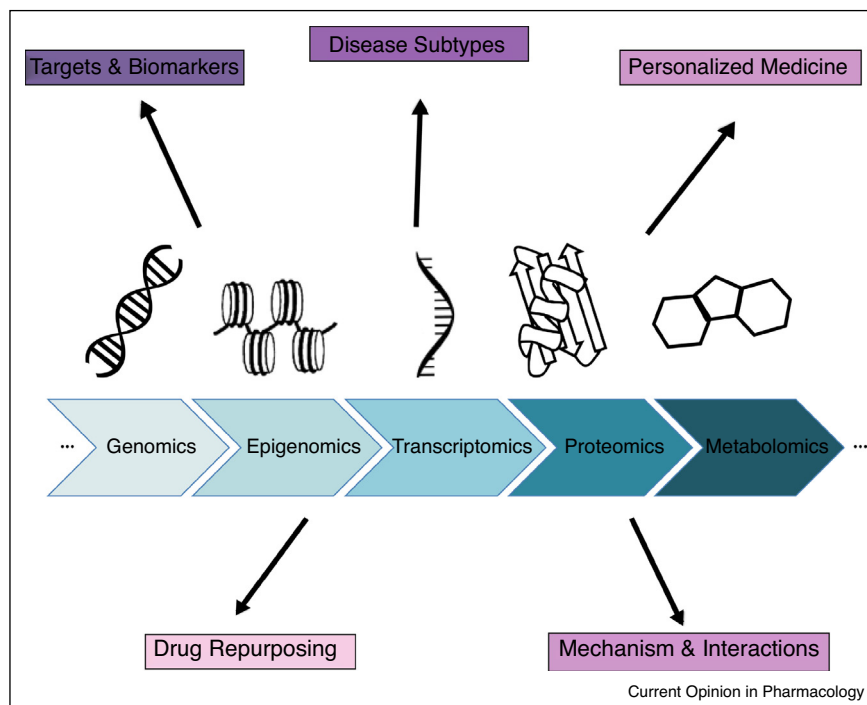 Disease Subtypes
Targets & Biomarkers
Personalized Medicine
... Genomics Epigenomics Transcriptomics Proteomics Metabolomics ...
Drug Repurposing
Mechanism & Interactions
Current Opinion in Pharmacology